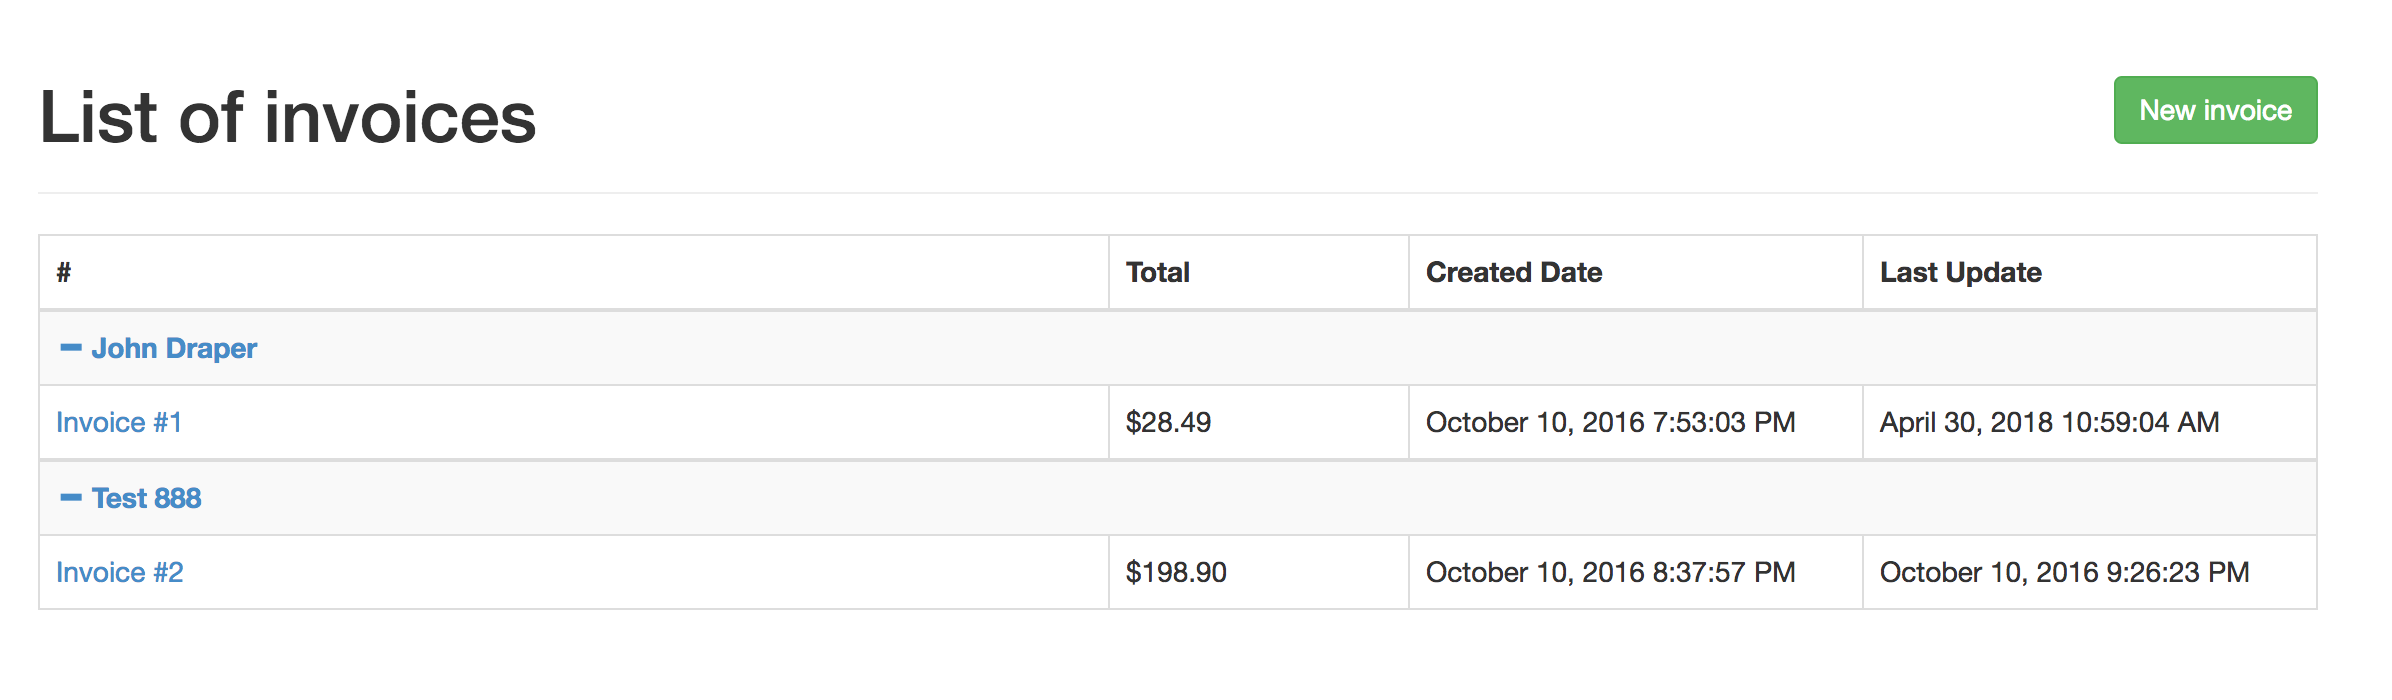 List of invoices
New invoice
# Total Created Date Last Update
John Draper
Invoice #1 $28.49 October 10, 2016 7:53:03 PM April 30, 2018 10:59:04 AM
Test 888
Invoice #2 $198.90 October 10, 2016 8:37:57 PM October 10, 2016 9:26:23 PM